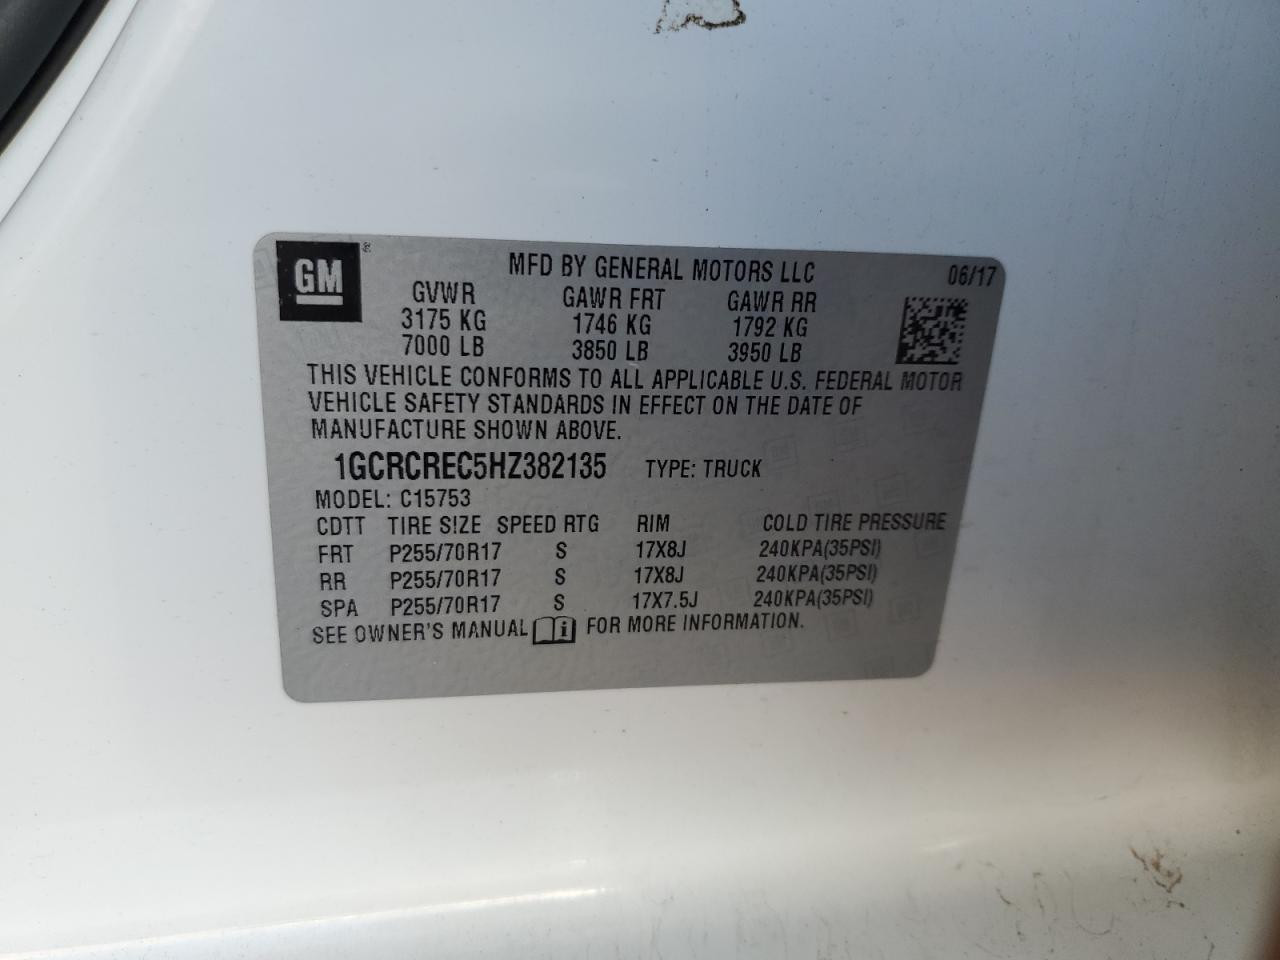 GM
MFD BY GENERAL MOTORS LLC 06/17
GVWR GAWR FRT GAWR RR
3175 KG 1746 KG 1792 KG
7000 LB 3850 LB 3950 LB
THIS VEHICLE CONFORMS TO ALL APPLICABLE U.S. FEDERAL MOTOR
VEHICLE SAFETY STANDARDS IN EFFECT ON THE DATE OF
MANUFACTURE SHOWN ABOVE.
1GCRCREC5HZ382135 TYPE: TRUCK
MODEL: C15753
CDTT TIRE SIZE SPEED RTG RIM COLD TIRE PRESSURE
FRT P255/70R17 S 17X8J 240KPA(35PSI)
RR P255/70R17 S 17X8J 240KPA(35PSI)
SPA P255/70R17 S 17X7.5J 240KPA(35PSI)
SEE OWNER'S MANUAL i FOR MORE INFORMATION.